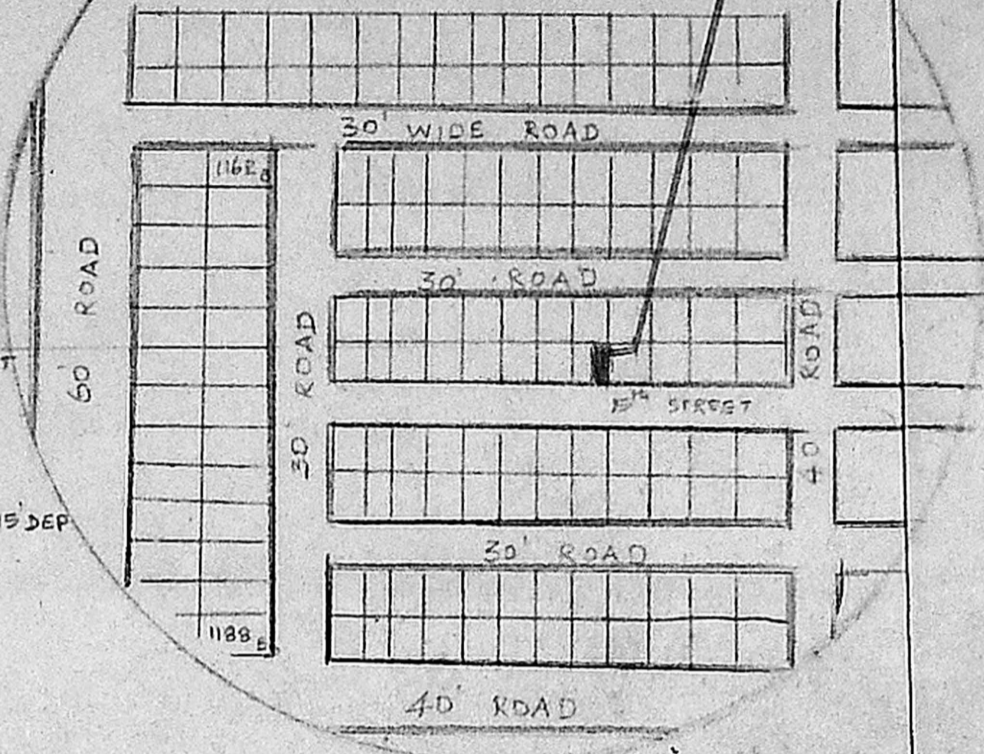 30' WIDE ROAD
1162 B
30' ROAD
60' ROAD
30' ROAD
40' ROAD
ETH STREET
15' DEP
30' ROAD
1188 E
40' ROAD